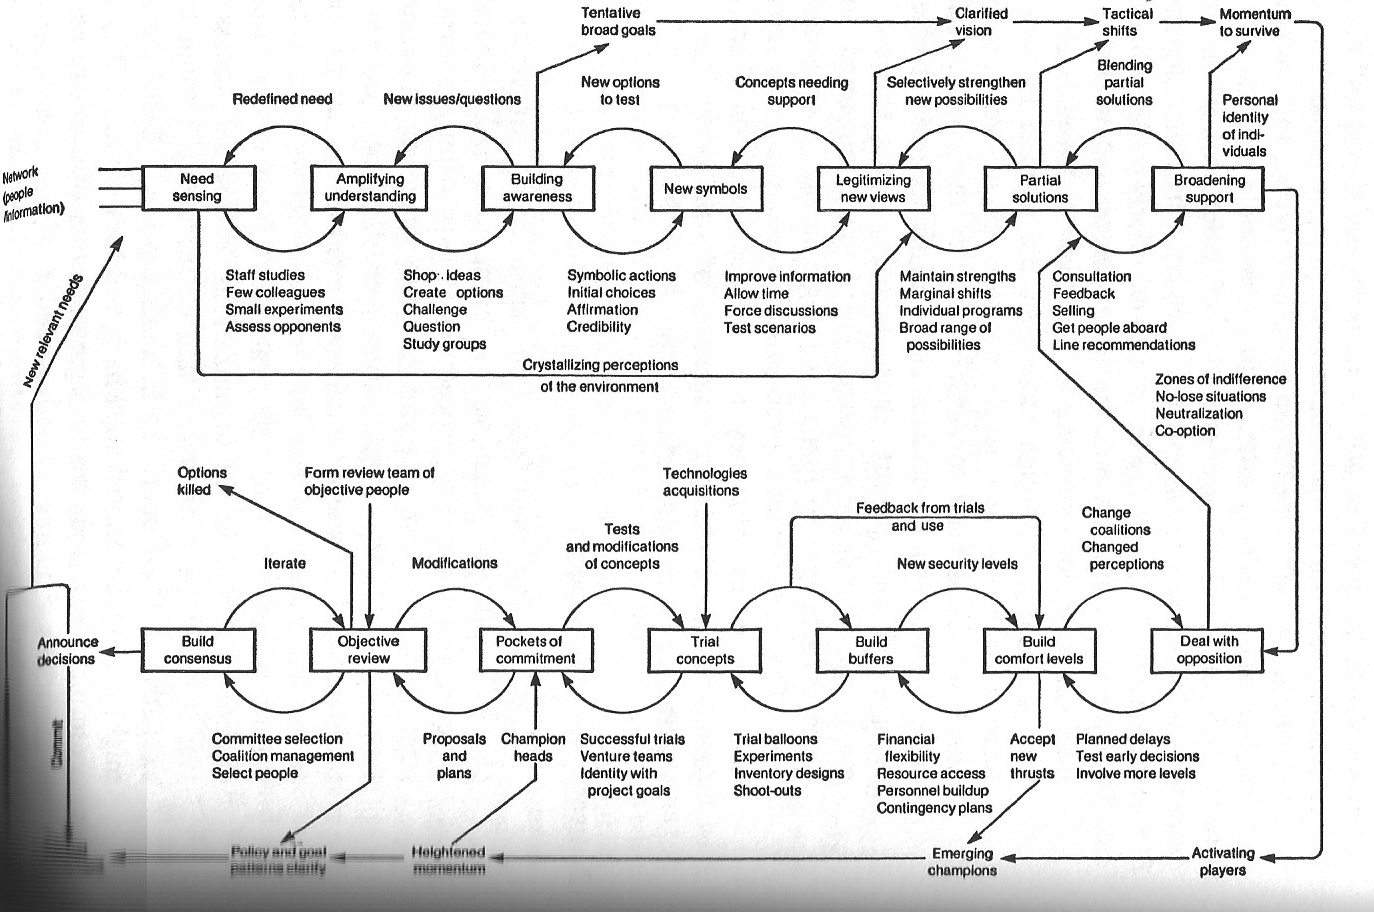 Tentative
broad goals
Clarified
vision
Tactical
shifts
Momentum
to survive
Redefined need
New issues/questions
New options
to test
Concepts needing
support
Selectively strengthen
new possibilities
Blending
partial
solutions
Personal
identity
of indi-
viduals
Network
(people
/information)
Need
sensing
Amplifying
understanding
Building
awareness
New symbols
Legitimizing
new views
Partial
solutions
Broadening
support
Staff studies
Few colleagues
Small experiments
Assess opponents
Shop Ideas
Create options
Challenge
Question
Study groups
Symbolic actions
Initial choices
Affirmation
Credibility
Improve information
Allow time
Force discussions
Test scenarios
Maintain strengths
Marginal shifts
Individual programs
Broad range of
possibilities
Consultation
Feedback
Selling
Get people aboard
Line recommendations
New relevant needs
Crystallizing perceptions
of the environment
Zones of indifference
No-lose situations
Neutralization
Co-option
Options
killed
Form review team of
objective people
Technologies
acquisitions
Iterate
Modifications
Tests
and modifications
of concepts
Feedback from trials
and use
New security levels
Change
coalitions
Changed
perceptions
Announce
decisions
Build
consensus
Objective
review
Pockets of
commitment
Trial
concepts
Build
buffers
Build
comfort levels
Deal with
opposition
Commit
Committee selection
Coalition management
Select people
Proposals
and
plans
Champion
heads
Successful trials
Venture teams
Identity with
project goals
Trial balloons
Experiments
Inventory designs
Shoot-outs
Financial
flexibility
Resource access
Personnel buildup
Contingency plans
Accept
new
thrusts
Planned delays
Test early decisions
Involve more levels
Policy and goal
patterns clarify
Heightened
momentum
Emerging
champions
Activating
players